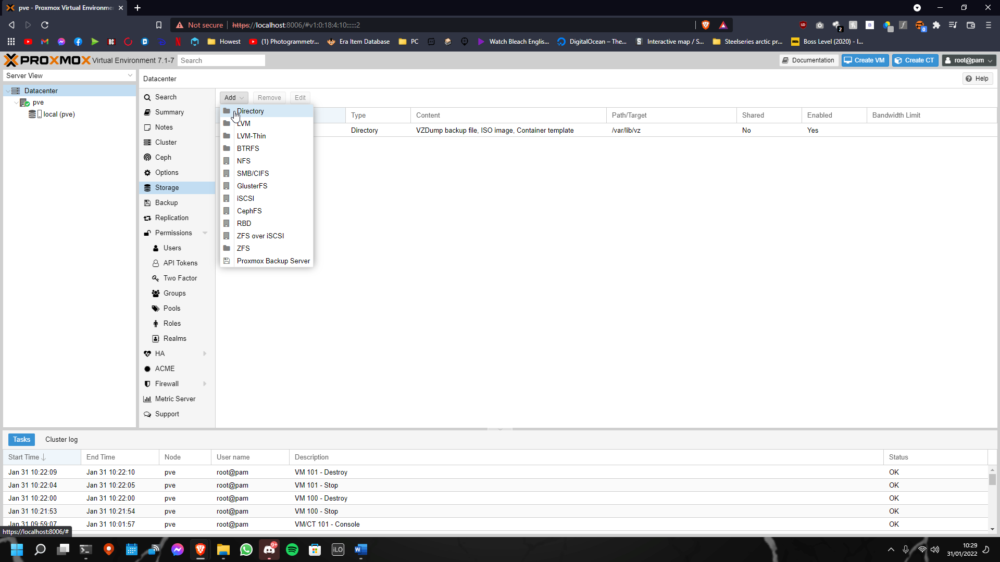 pve - Proxmox Virtual Environme
Not secure https://localhost:8006/#v1:0:18:4:10::::::2
2
0
Howest
(1) Photogrammetr...
Era Item Database
PC
Watch Bleach Englis...
DigitalOcean – The...
Interactive map / S...
Steelseries arctic pr...
Boss Level (2020) - I...
PROXMOX Virtual Environment 7.1-7 Search
Documentation Create VM Create CT root@pam
Server View
Datacenter
pve
local (pve)
Datacenter
Help
Search
Summary
Notes
Cluster
Ceph
Options
Storage
Backup
Replication
Permissions
Users
API Tokens
Two Factor
Groups
Pools
Roles
Realms
HA
ACME
Firewall
Metric Server
Support
Add Remove Edit
Directory
LVM
LVM-Thin
BTRFS
NFS
SMB/CIFS
GlusterFS
iSCSI
CephFS
RBD
ZFS over iSCSI
ZFS
Proxmox Backup Server
Type Content Path/Target Shared Enabled Bandwidth Limit
Directory VZDump backup file, ISO image, Container template /var/lib/vz No Yes
Tasks Cluster log
Start Time End Time Node User name Description Status
Jan 31 10:22:09 Jan 31 10:22:10 pve root@pam VM 101 - Destroy OK
Jan 31 10:22:04 Jan 31 10:22:05 pve root@pam VM 101 - Stop OK
Jan 31 10:22:00 Jan 31 10:22:00 pve root@pam VM 100 - Destroy OK
Jan 31 10:21:53 Jan 31 10:21:54 pve root@pam VM 100 - Stop OK
Jan 31 09:59:07 Jan 31 10:01:57 pve root@pam VM/CT 101 - Console OK
https://localhost:8006/#
9+
iLO
10:29
31/01/2022